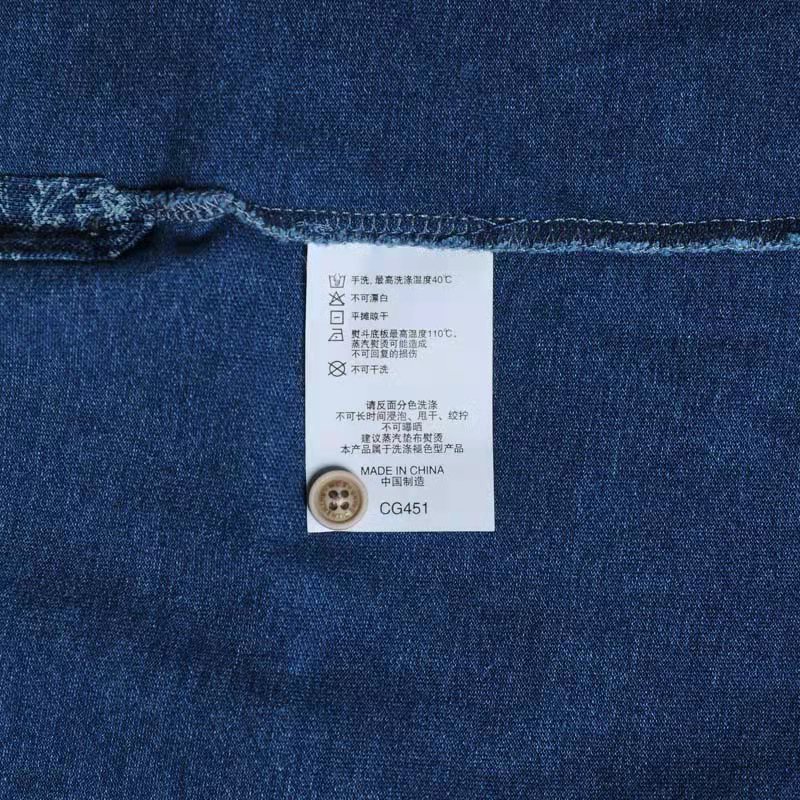 手洗, 最高洗涤温度40℃
不可漂白
平摊晾干
熨斗底板最高温度110℃、
蒸汽熨烫可能造成
不可回复的损伤
不可干洗
请反面分色洗涤
不可长时间浸泡、甩干、绞拧
不可曝晒
建议蒸汽垫布熨烫
本产品属于洗涤褪色型产品
MADE IN CHINA
中国制造
CG451